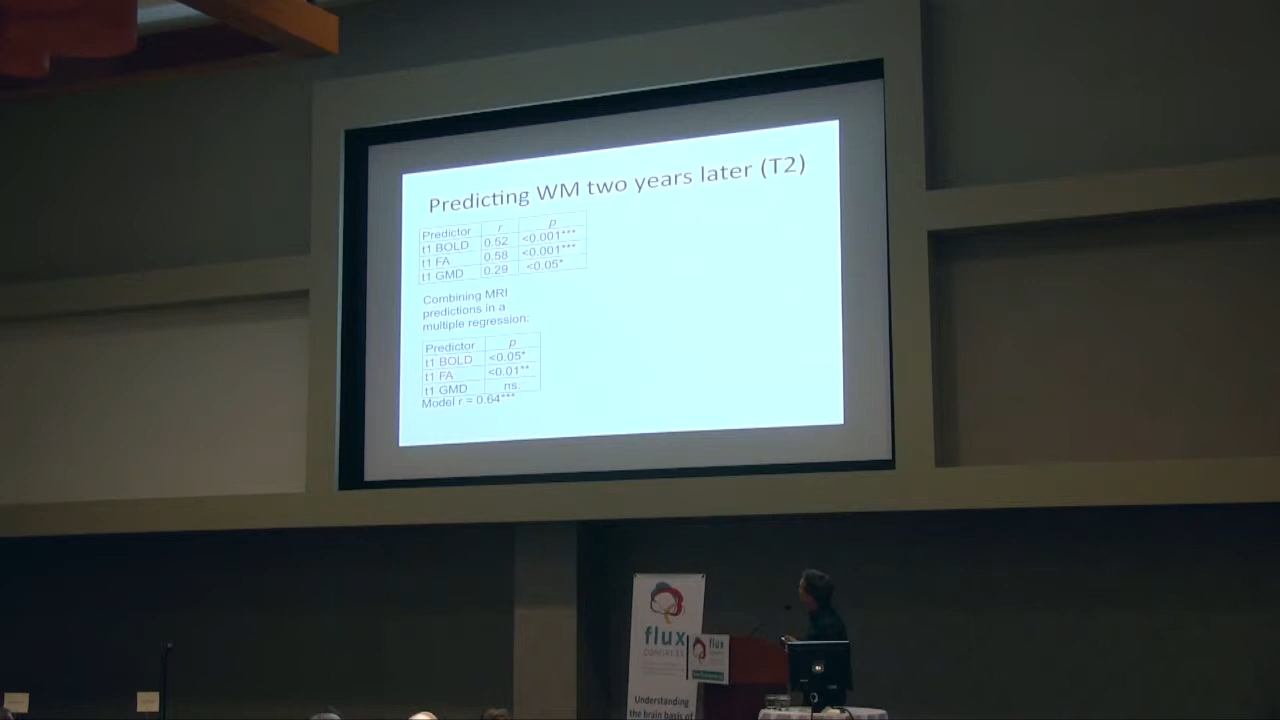 Predicting WM two years later (T2)
Predictor r p
t1 BOLD 0.52 <0.001***
t1 FA 0.58 <0.001***
t1 GMD 0.29 <0.05*
Combining MRI
predictions in a
multiple regression:
Predictor p
t1 BOLD <0.05*
t1 FA <0.01**
t1 GMD ns.
Model r = 0.64***
flux
CONGRESS
flux
Understanding
the brain basis of